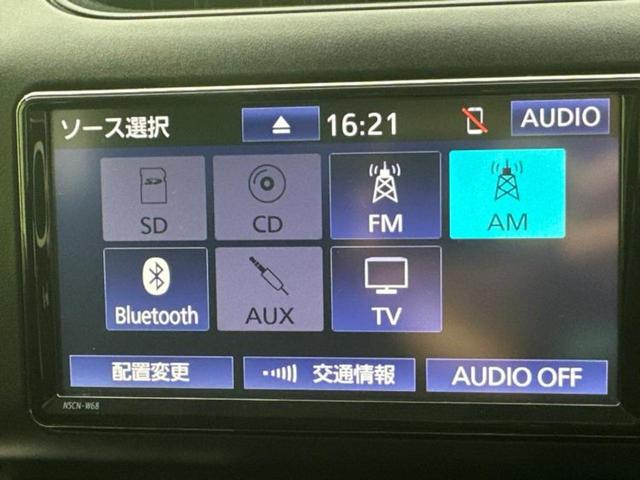 ソース選択 16:21 AUDIO
SD CD FM AM
Bluetooth AUX TV
配置変更 交通情報 AUDIO OFF
NSCN-W68